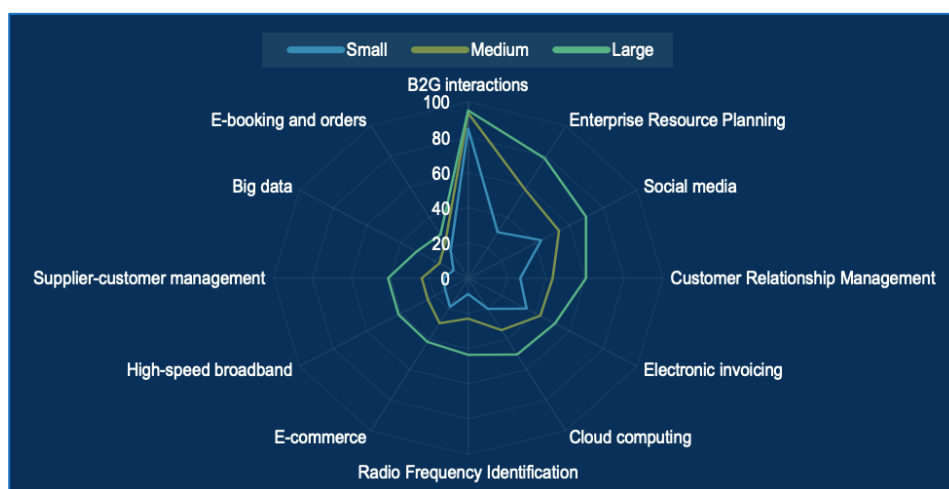 Small Medium Large
B2G interactions
100
E-booking and orders
Enterprise Resource Planning
80
Big data
60
Social media
40
20
Supplier-customer management
0
Customer Relationship Management
High-speed broadband
Electronic invoicing
E-commerce
Cloud computing
Radio Frequency Identification